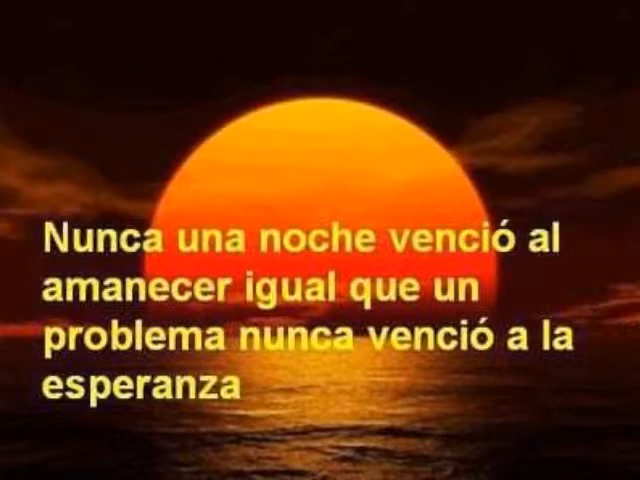 Nunca una noche venció al
amanecer igual que un
problema nunca venció a la
esperanza